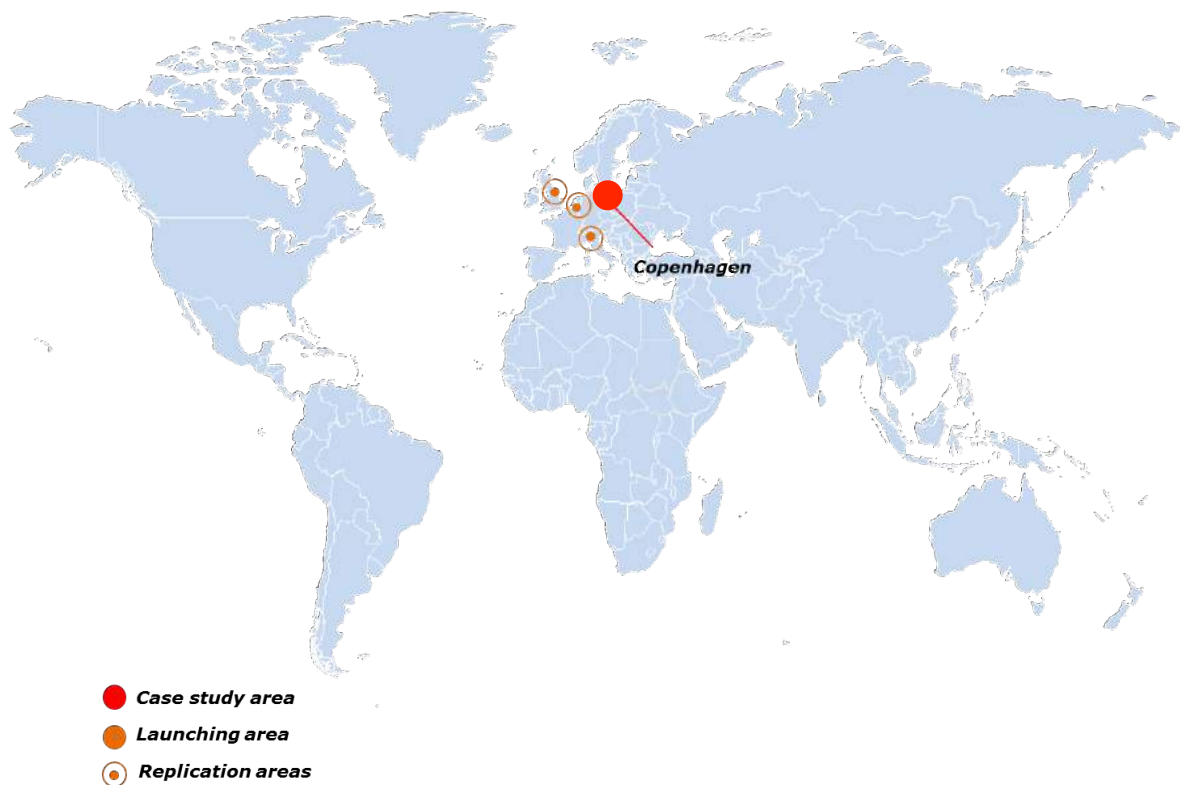 Copenhagen
Case study area
Launching area
Replication areas